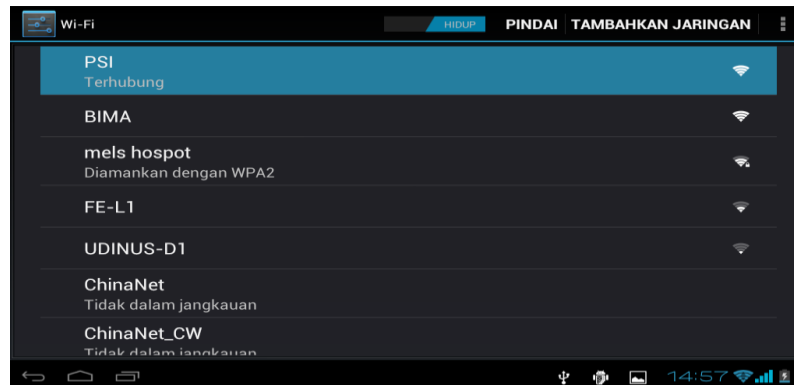 Wi-Fi HIDUP PINDAI TAMBAHKAN JARINGAN
PSI
Terhubung
BIMA
mels hospot
Diamankan dengan WPA2
FE-L1
UDINUS-D1
ChinaNet
Tidak dalam jangkauan
ChinaNet_CW
Tidak dalam jangkauan
14:57